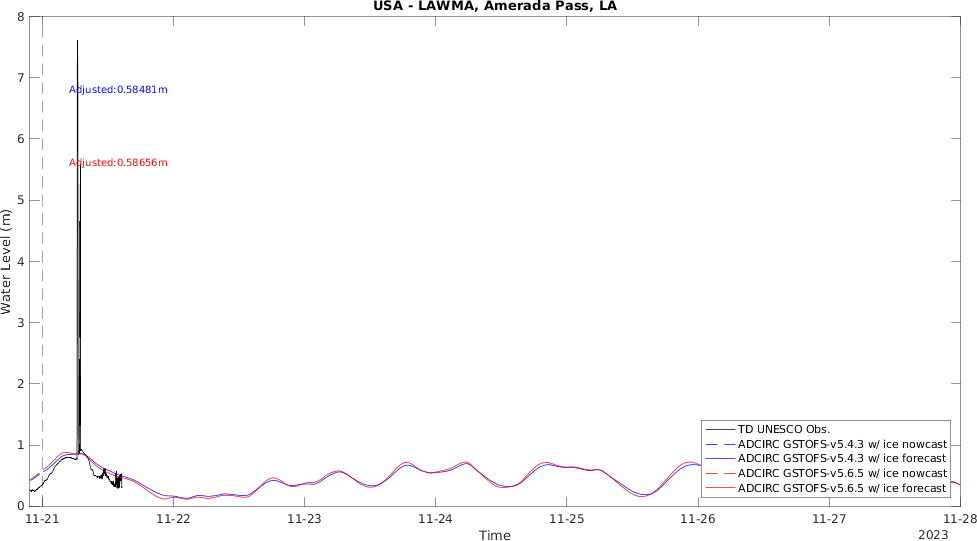 USA - LAWMA, Amerada Pass, LA
8
7
6
5
4
3
2
1
0
Water Level (m)
Adjusted:0.58481m
Adjusted:0.58656m
TD UNESCO Obs.
ADCIRC GSTOFS-v5.4.3 w/ ice nowcast
ADCIRC GSTOFS-v5.4.3 w/ ice forecast
ADCIRC GSTOFS-v5.6.5 w/ ice nowcast
ADCIRC GSTOFS-v5.6.5 w/ ice forecast
11-21 11-22 11-23 11-24 11-25 11-26 11-27 11-28
Time
2023